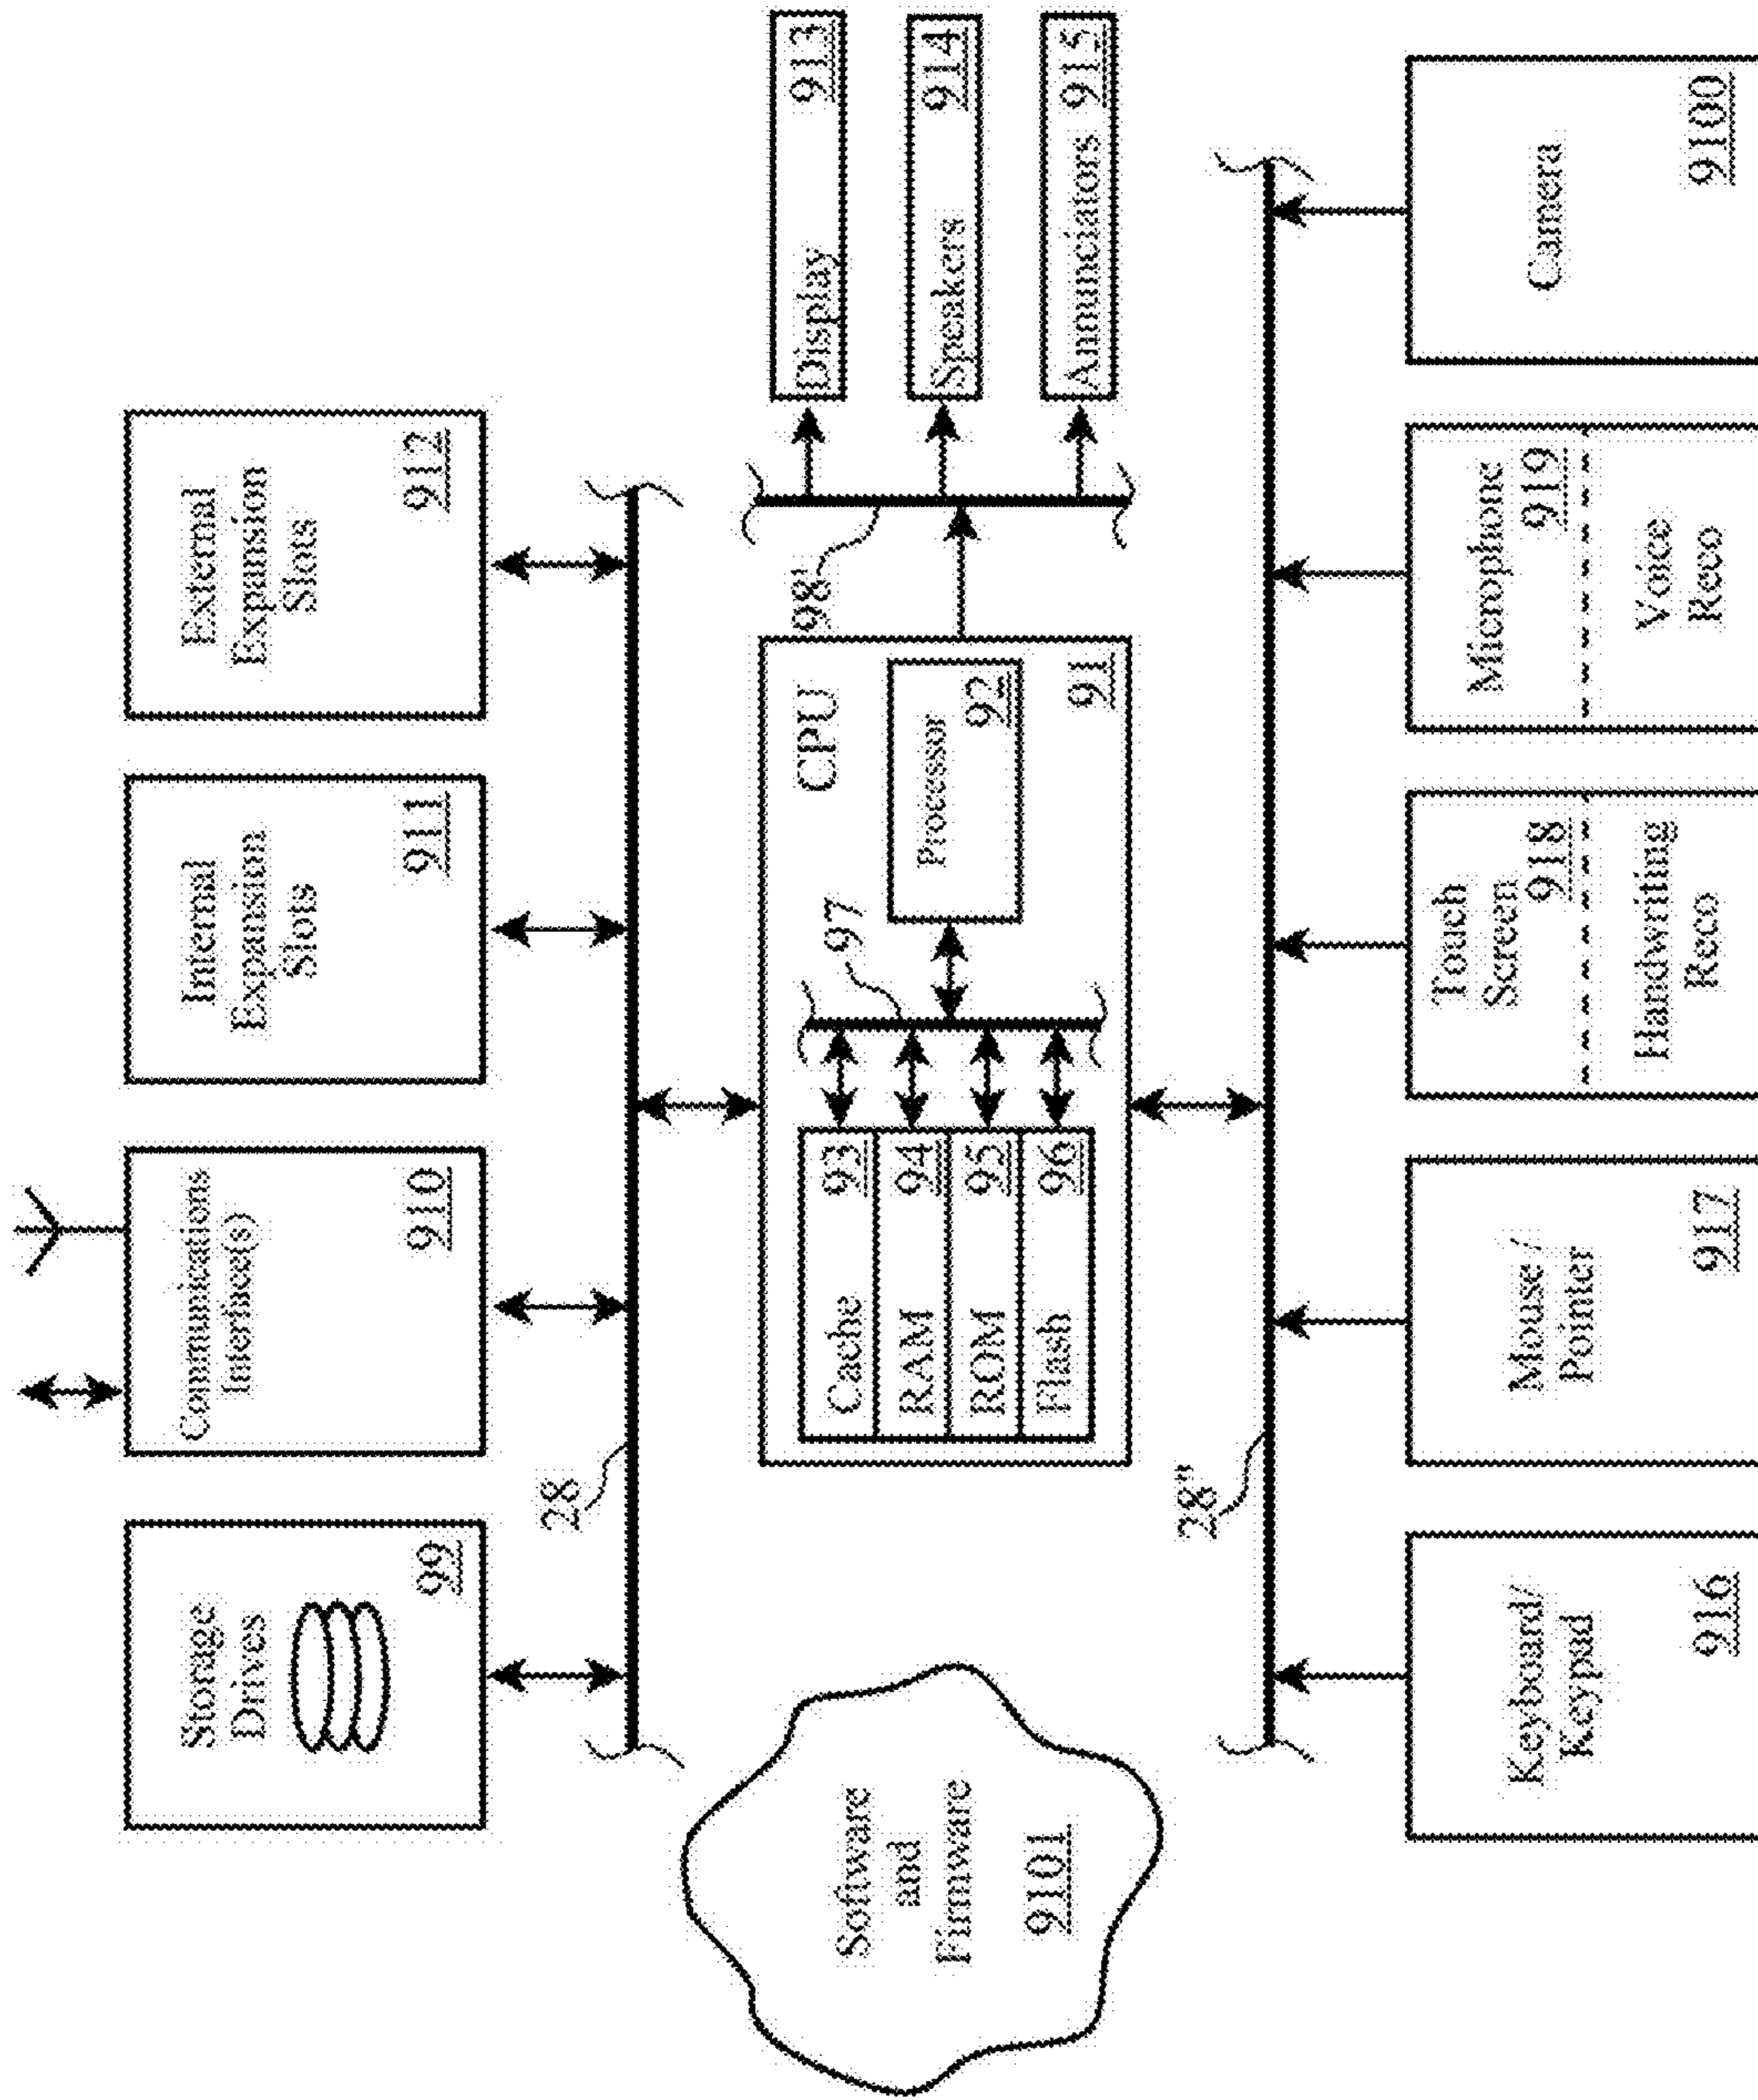 Storage
Drives
99
Communications
Interface(s)
910
Internal
Expansion
Slots
911
External
Expansion
Slots
912
28
Software
and
Firmware
9101
CPU
Cache 93
RAM 94
ROM 95
Flash 96
97
Processor
92
91
98'
Display 913
Speakers 914
Annunciators 915
28"
Keyboard/
Keypad
916
Mouse /
Pointer
917
Touch
Screen
918
Handwriting
Reco
Microphone
919
Voice
Reco
Camera
9100